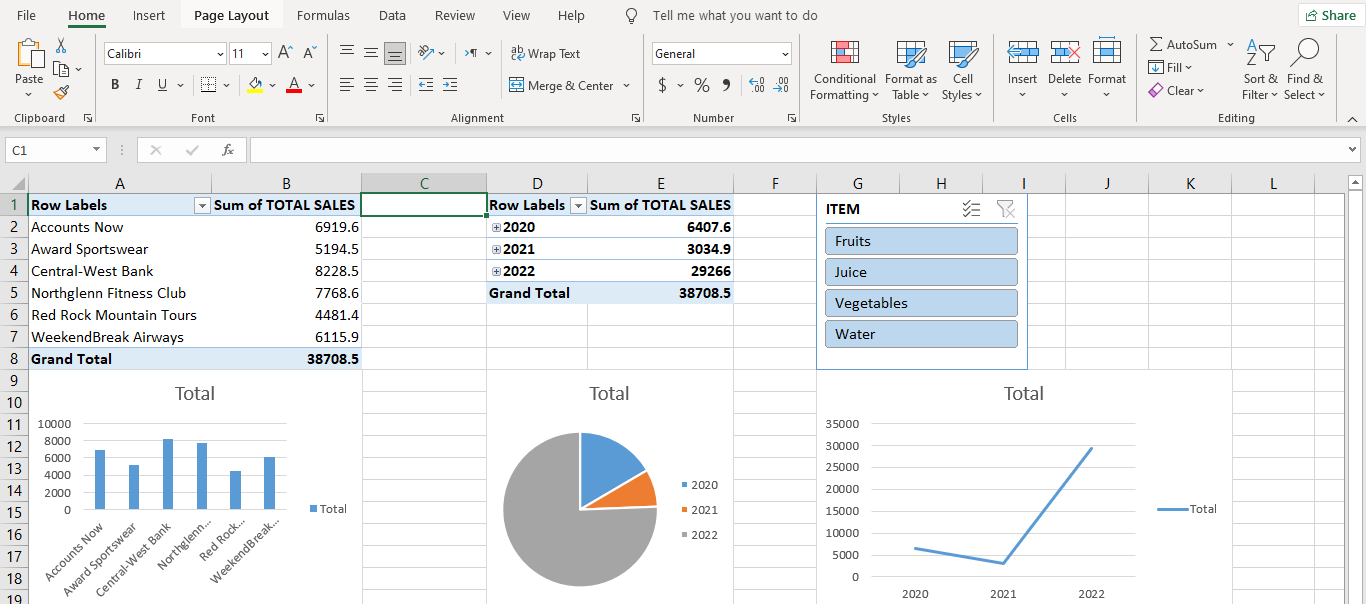 File Home Insert Page Layout Formulas Data Review View Help Tell me what you want to do Share
Calibri 11 A A ab Wrap Text General AutoSum
Paste Conditional Format as Cell Insert Delete Format Fill Sort & Find &
B I U A Merge & Center $ % 9 .00 Formatting Table Styles Clear Filter Select
Clipboard Font Alignment Number Styles Cells Editing
C1 fx
A B C D E F G H I J K L
1 Row Labels Sum of TOTAL SALES Row Labels Sum of TOTAL SALES ITEM
2 Accounts Now 6919.6 2020 6407.6 Fruits
3 Award Sportswear 5194.5 2021 3034.9
4 Central-West Bank 8228.5 2022 29266 Juice
5 Northglenn Fitness Club 7768.6 Grand Total 38708.5 Vegetables
6 Red Rock Mountain Tours 4481.4
7 WeekendBreak Airways 6115.9 Water
8 Grand Total 38708.5
9
10
11
12
13
14
15
16
17
18
19
Total
10000
8000
6000
4000
2000
0
Accounts Now
Award Sportswear
Central-West Bank
Northglenn...
Red Rock...
WeekendBreak...
Total
Total
2020
2021
2022
Total
35000
30000
25000
20000
15000
10000
5000
0
2020 2021 2022
Total